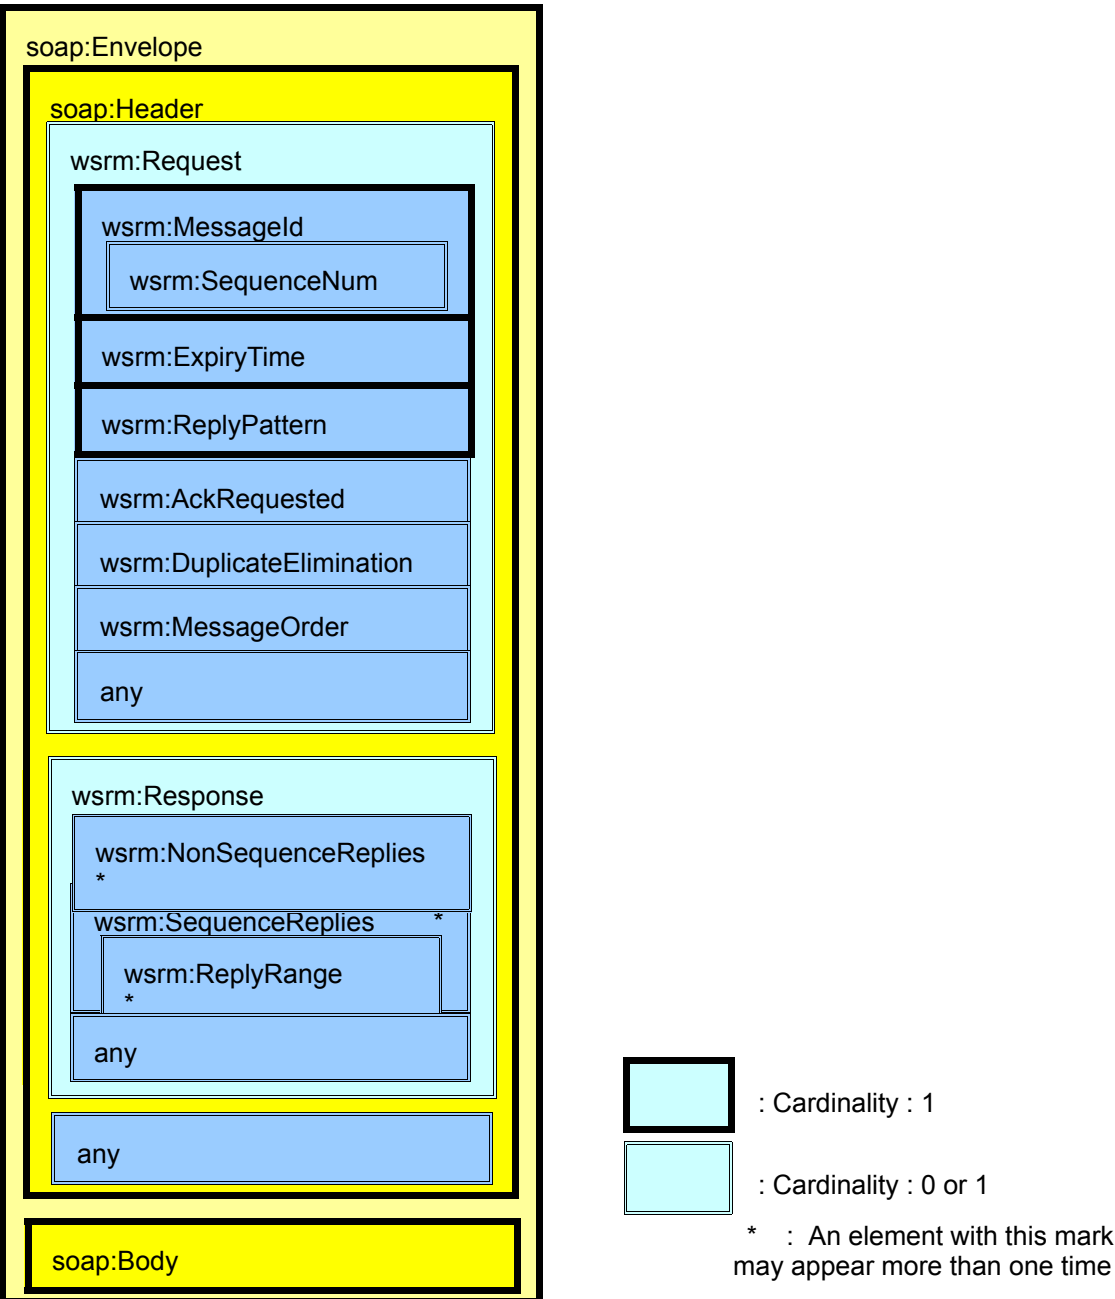 soap:Envelope
soap:Header
wsrm:Request
wsrm:MessageId
wsrm:SequenceNum
wsrm:ExpiryTime
wsrm:ReplyPattern
wsrm:AckRequested
wsrm:DuplicateElimination
wsrm:MessageOrder
any
wsrm:Response
wsrm:NonSequenceReplies
*
wsrm:SequenceReplies *
wsrm:ReplyRange
*
any
any
soap:Body
: Cardinality : 1
: Cardinality : 0 or 1
* : An element with this mark
may appear more than one time